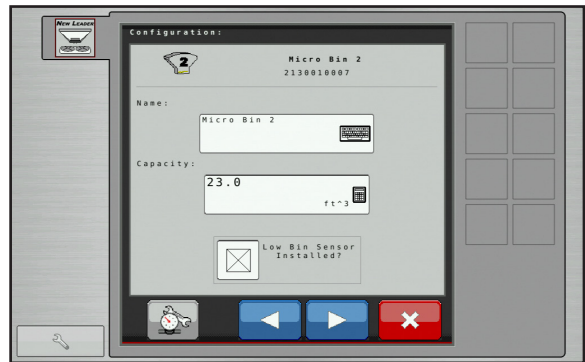 NEW LEADER
Configuration:
2
Micro Bin 2
2130010007
Name:
Micro Bin 2
Capacity:
23.0
ft^3
Low Bin Sensor
Installed?